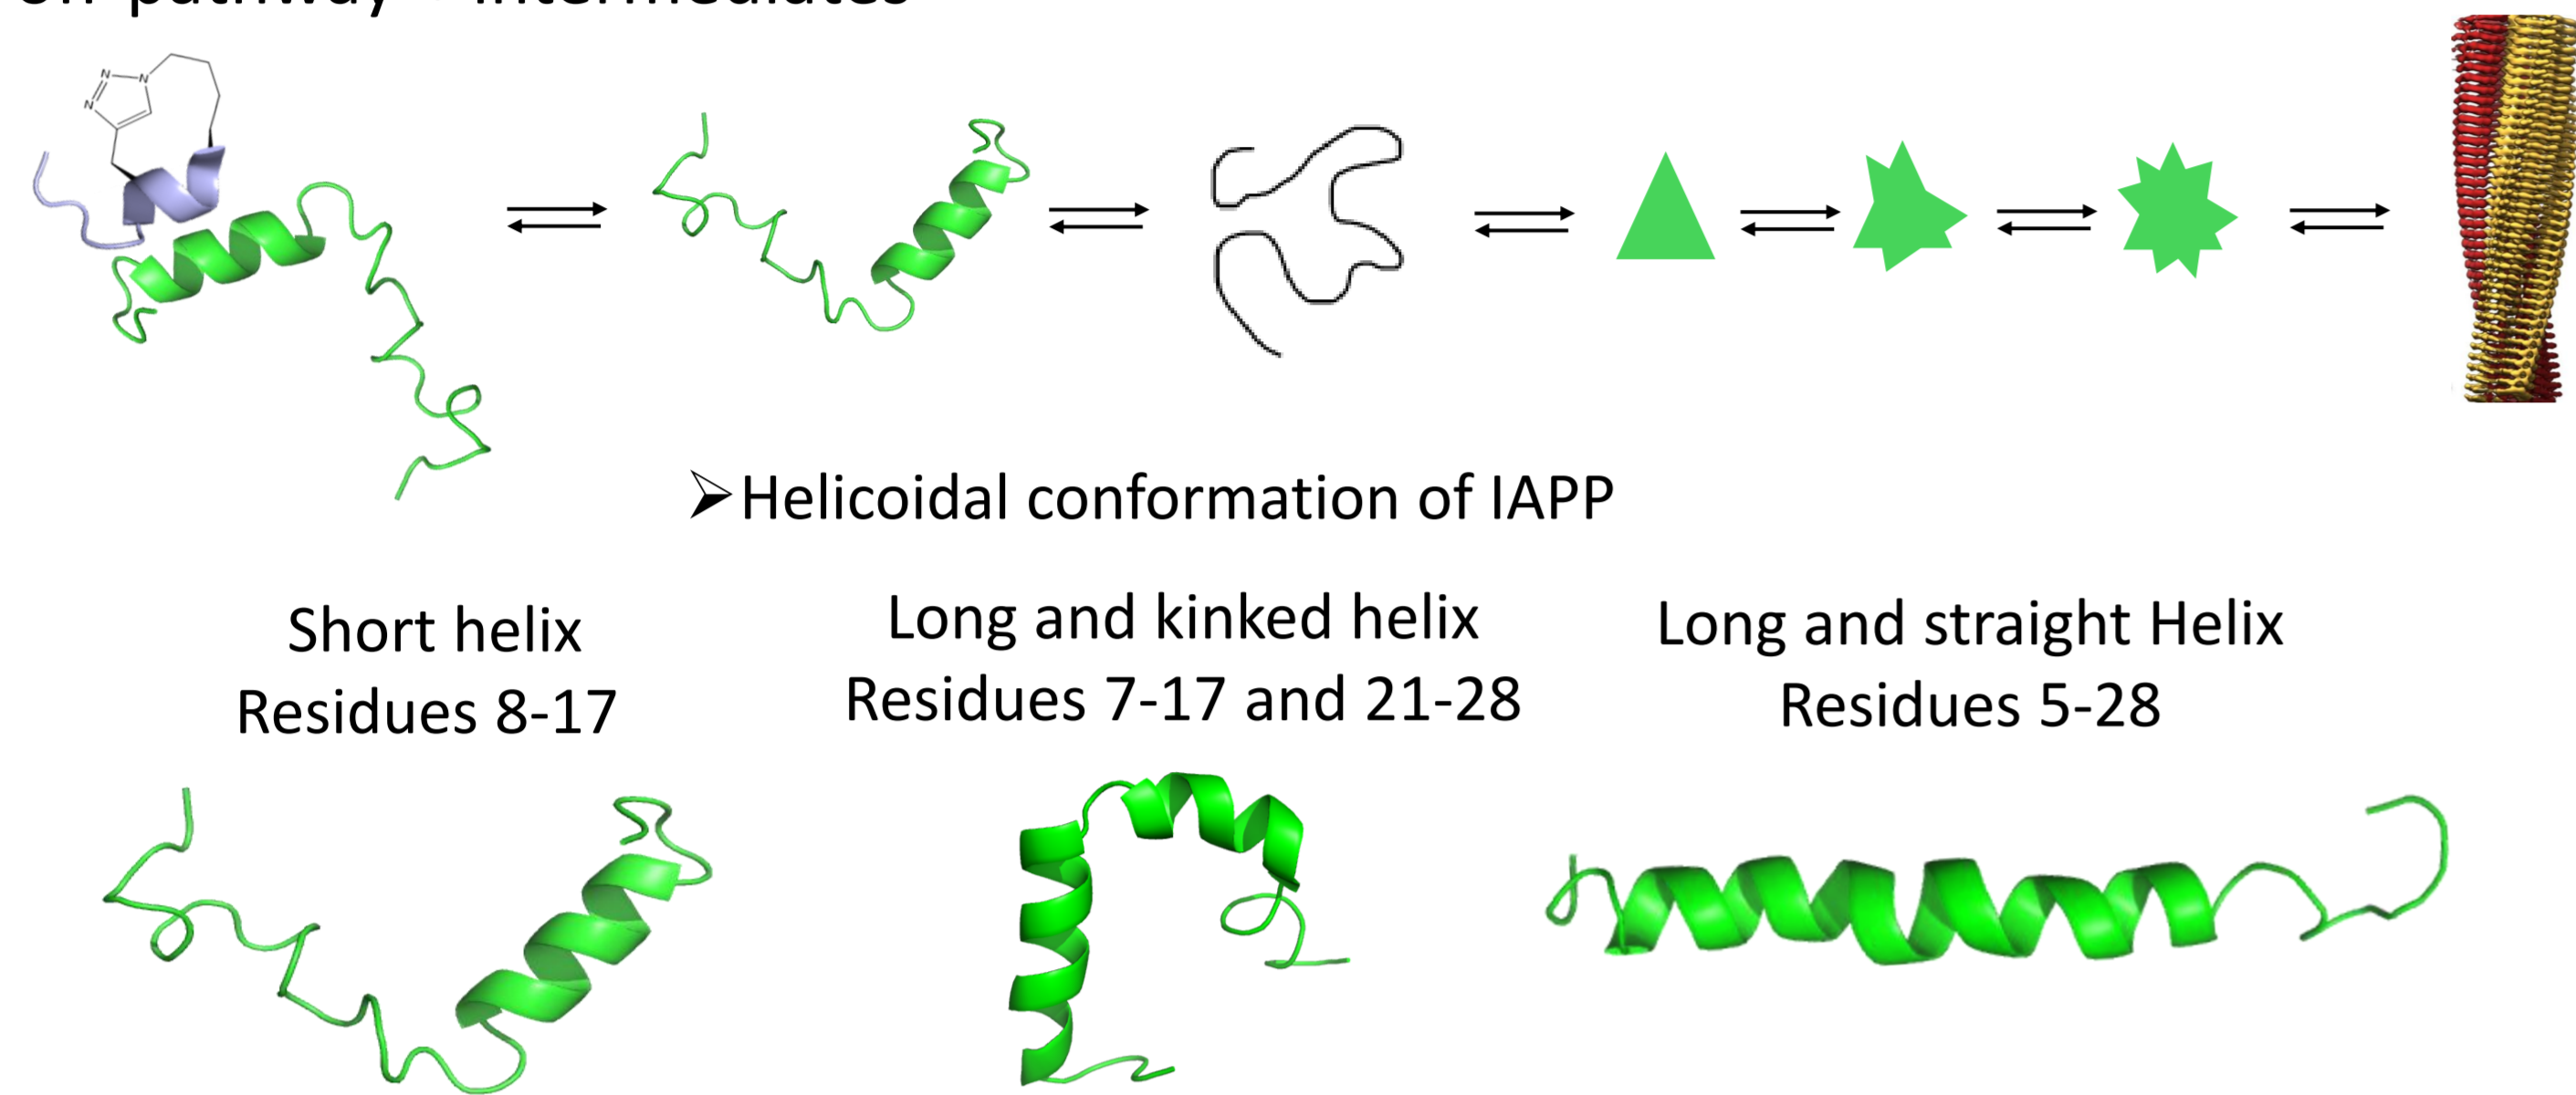 intermediates
N
N
N
➢Helicoidal conformation of IAPP
Short helix
Residues 8-17
Long and kinked helix
Residues 7-17 and 21-28
Long and straight Helix
Residues 5-28